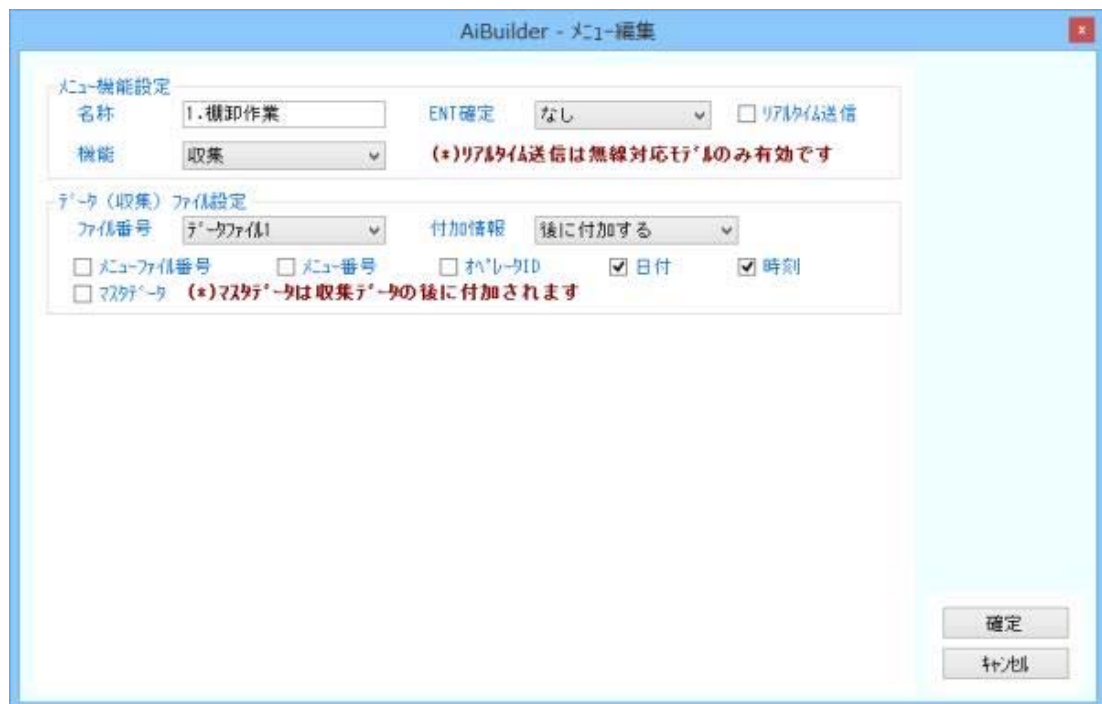 AiBuilder - ﾒﾆｭｰ編集
ﾒﾆｭｰ機能設定
名称 1.棚卸作業 ENT確定 なし ﾘｱﾙﾀｲﾑ送信
機能 収集 (*)ﾘｱﾙﾀｲﾑ送信は無線対応ﾓﾃﾞﾙのみ有効です
ﾃﾞｰﾀ（収集）ﾌｧｲﾙ設定
ﾌｧｲﾙ番号 ﾃﾞｰﾀﾌｧｲﾙ1 付加情報 後に付加する
ﾒﾆｭｰﾌｧｲﾙ番号 ﾒﾆｭｰ番号 ｵﾍﾟﾚｰﾀID 日付 時刻
ﾏｽﾀﾃﾞｰﾀ (*)ﾏｽﾀﾃﾞｰﾀは収集ﾃﾞｰﾀの後に付加されます
確定
ｷｬﾝｾﾙ